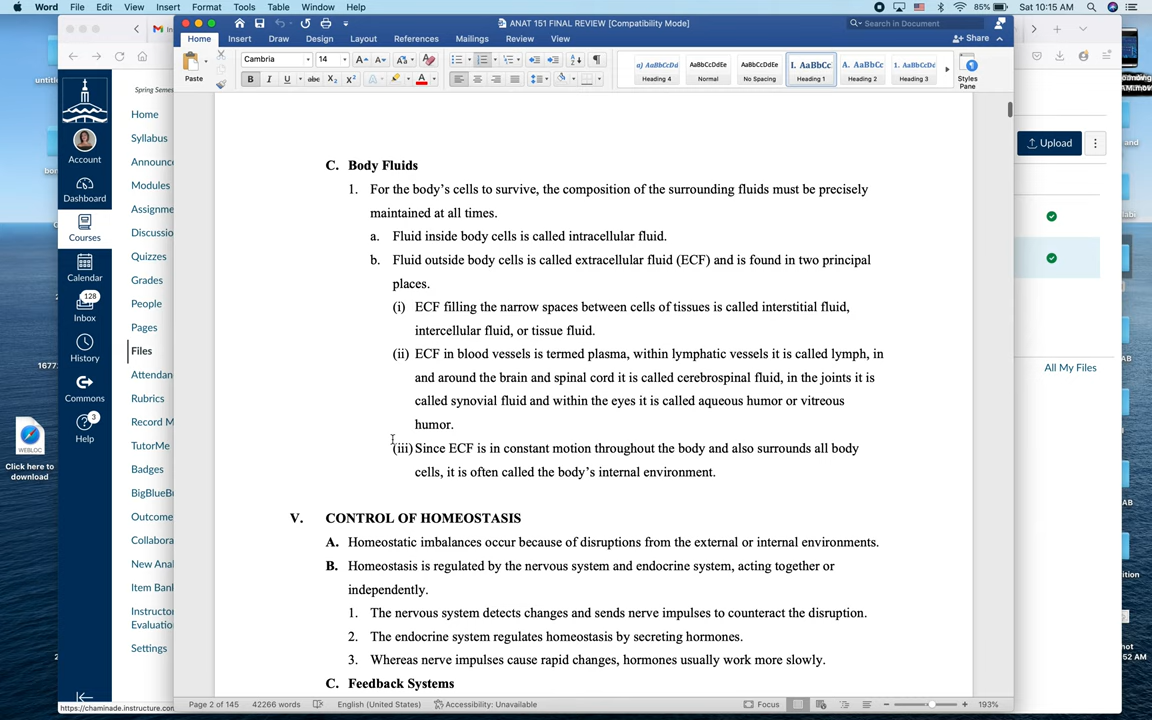 Word File Edit View Insert Format Tools Table Window Help
85% Sat 10:15 AM
ANAT 151 FINAL REVIEW [Compatibility Mode]
Search in Document
Home Insert Draw Design Layout References Mailings Review View
Share
Paste
Cambria 14
Heading 4 Normal No Spacing Heading 1 Heading 2 Heading 3
Styles Pane
Upload
All My Files
Click here to download
Account
Dashboard
Courses
Calendar
128
Inbox
History
Commons
3
Help
Home
Syllabus
Modules
Quizzes
Grades
People
Pages
Files
Rubrics
TutorMe
Badges
Settings
https://chaminade.instructure.com
C. Body Fluids
1. For the body's cells to survive, the composition of the surrounding fluids must be precisely
maintained at all times.
a. Fluid inside body cells is called intracellular fluid.
b. Fluid outside body cells is called extracellular fluid (ECF) and is found in two principal
places.
(i) ECF filling the narrow spaces between cells of tissues is called interstitial fluid,
intercellular fluid, or tissue fluid.
(ii) ECF in blood vessels is termed plasma, within lymphatic vessels it is called lymph, in
and around the brain and spinal cord it is called cerebrospinal fluid, in the joints it is
called synovial fluid and within the eyes it is called aqueous humor or vitreous
humor.
(iii) Since ECF is in constant motion throughout the body and also surrounds all body
cells, it is often called the body's internal environment.
V. CONTROL OF HOMEOSTASIS
A. Homeostatic imbalances occur because of disruptions from the external or internal environments.
B. Homeostasis is regulated by the nervous system and endocrine system, acting together or
independently.
1. The nervous system detects changes and sends nerve impulses to counteract the disruption.
2. The endocrine system regulates homeostasis by secreting hormones.
3. Whereas nerve impulses cause rapid changes, hormones usually work more slowly.
C. Feedback Systems
Page 2 of 145 42266 words English (United States) Accessibility: Unavailable
Focus 193%